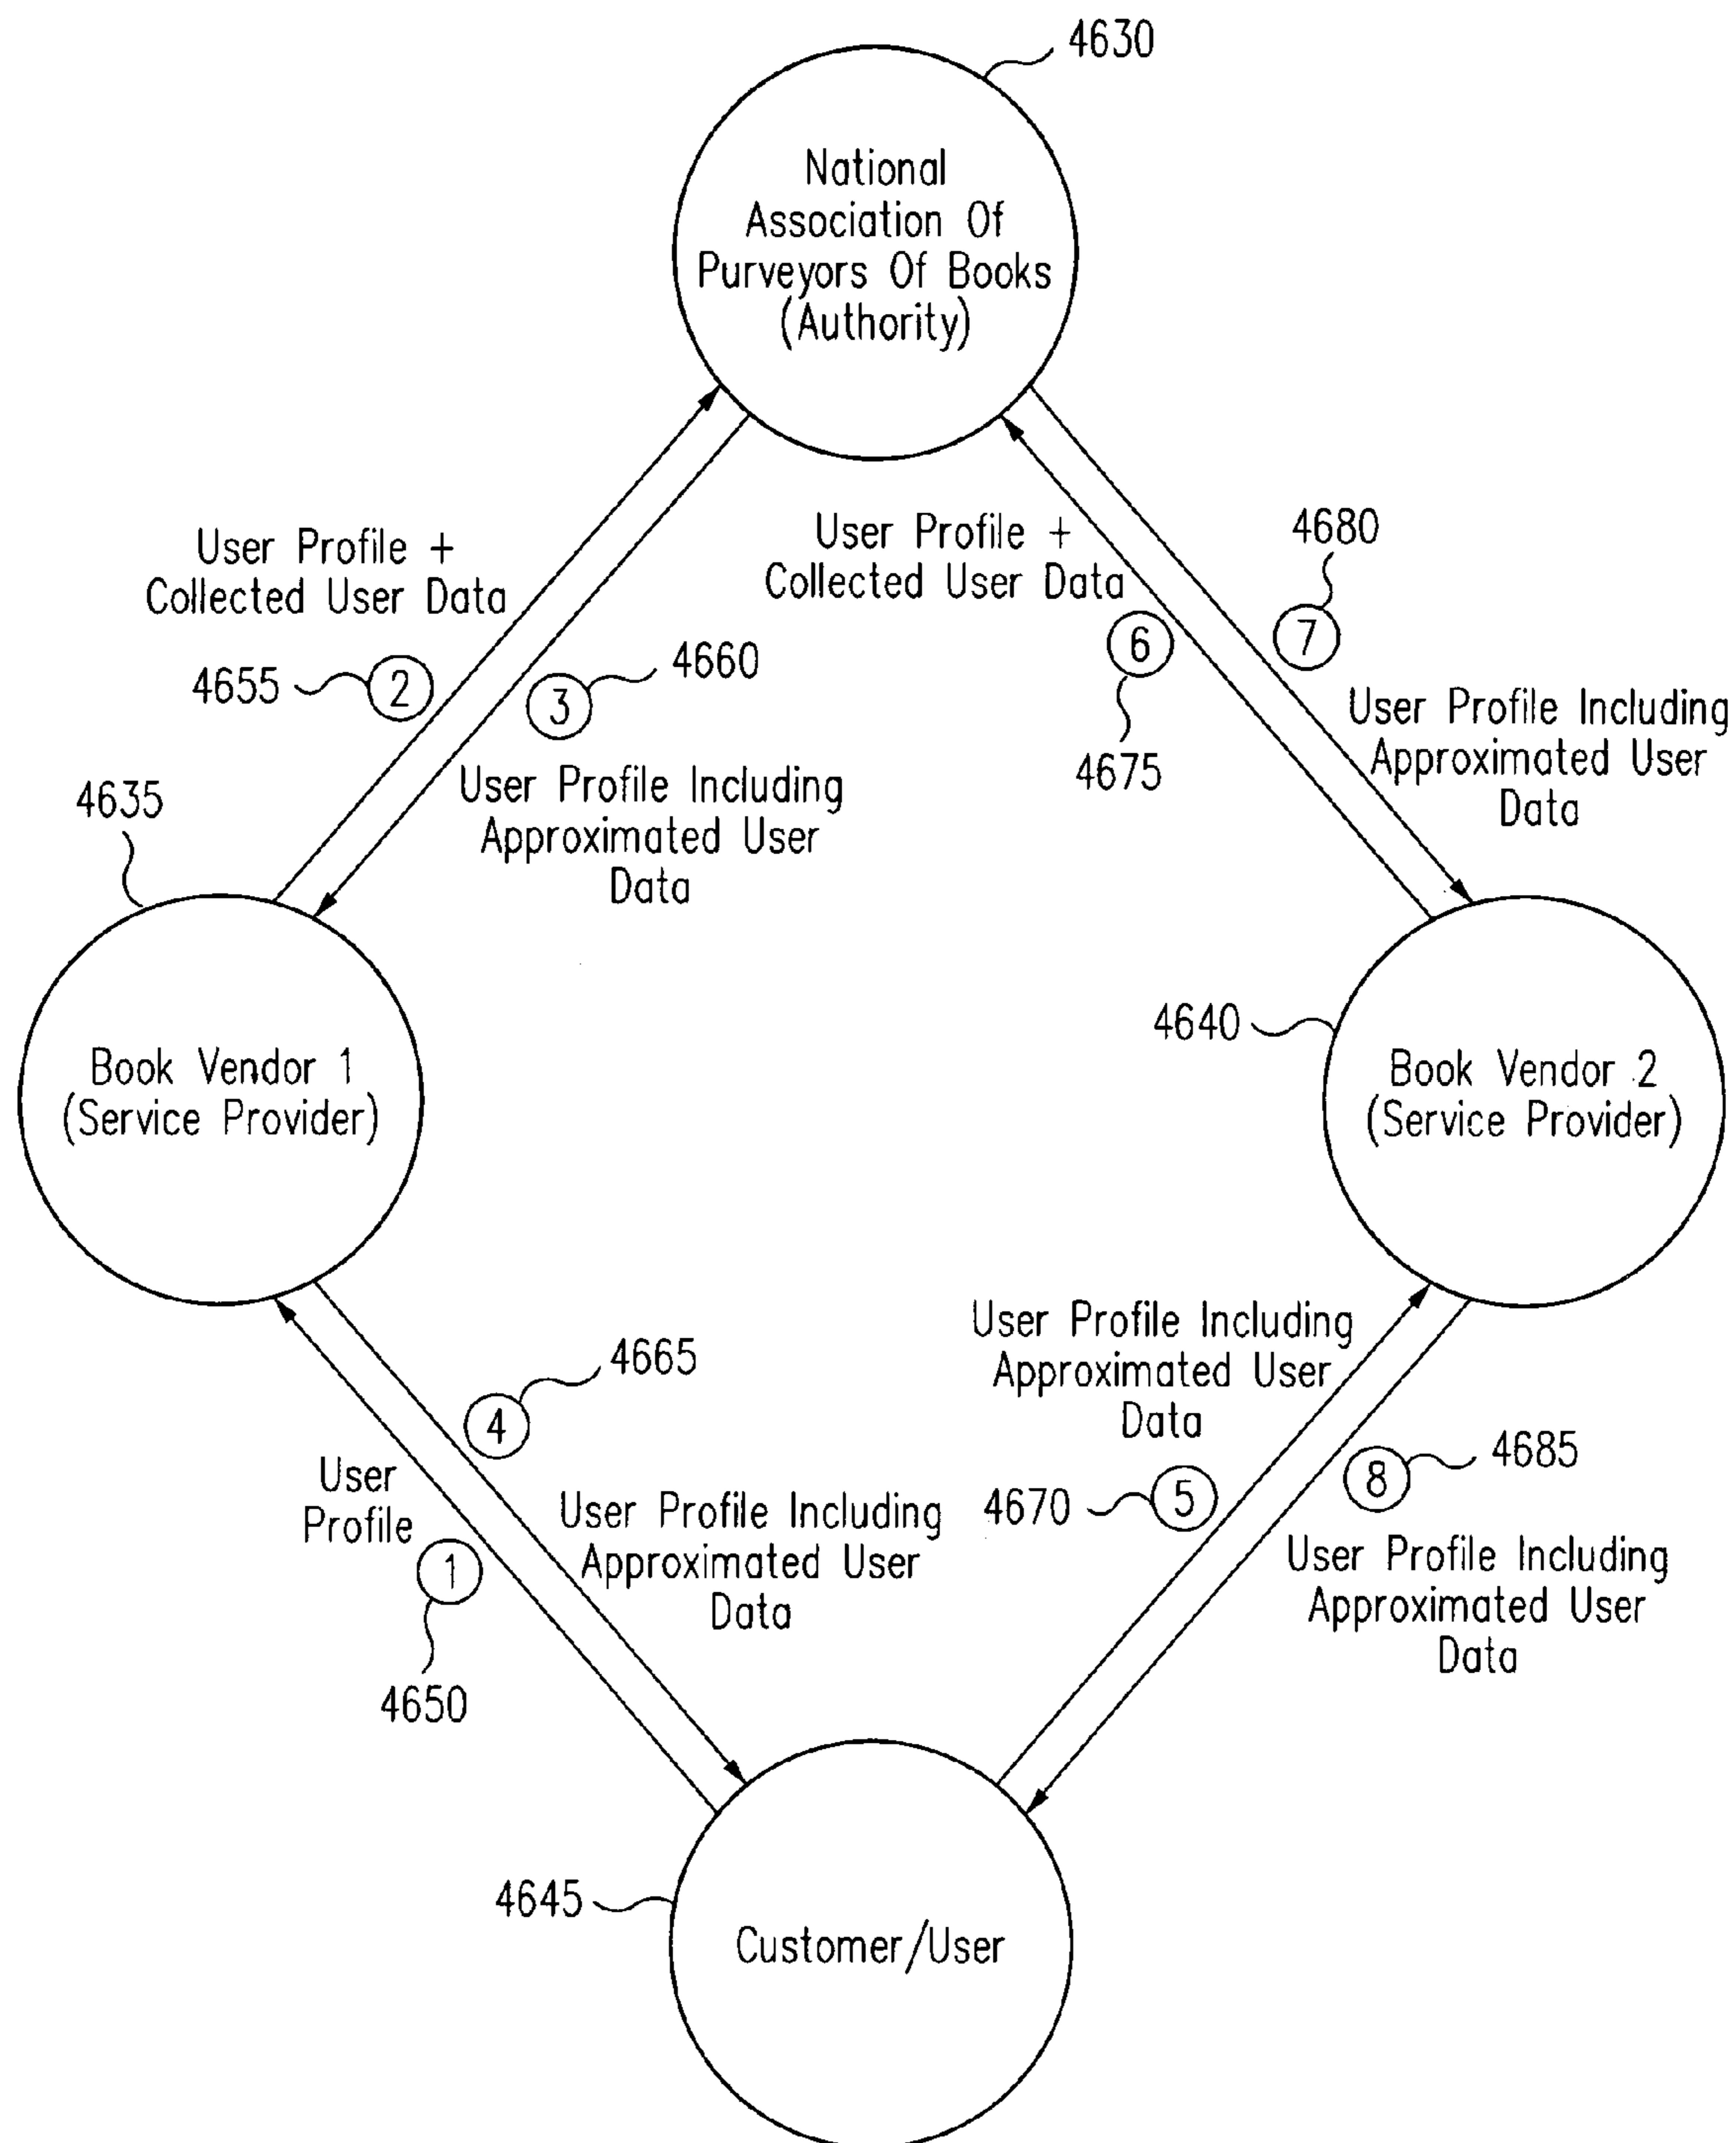 4630
National
Association Of
Purveyors Of Books
(Authority)
User Profile +
Collected User Data
4655
2
3
4660
User Profile Including
Approximated User
Data
User Profile +
Collected User Data
6
4675
4680
7
User Profile Including
Approximated User
Data
4635
Book Vendor 1
(Service Provider)
4640
Book Vendor 2
(Service Provider)
User
Profile
1
4650
4665
4
User Profile Including
Approximated User
Data
User Profile Including
Approximated User
Data
4670
5
8
4685
User Profile Including
Approximated User
Data
4645
Customer/User